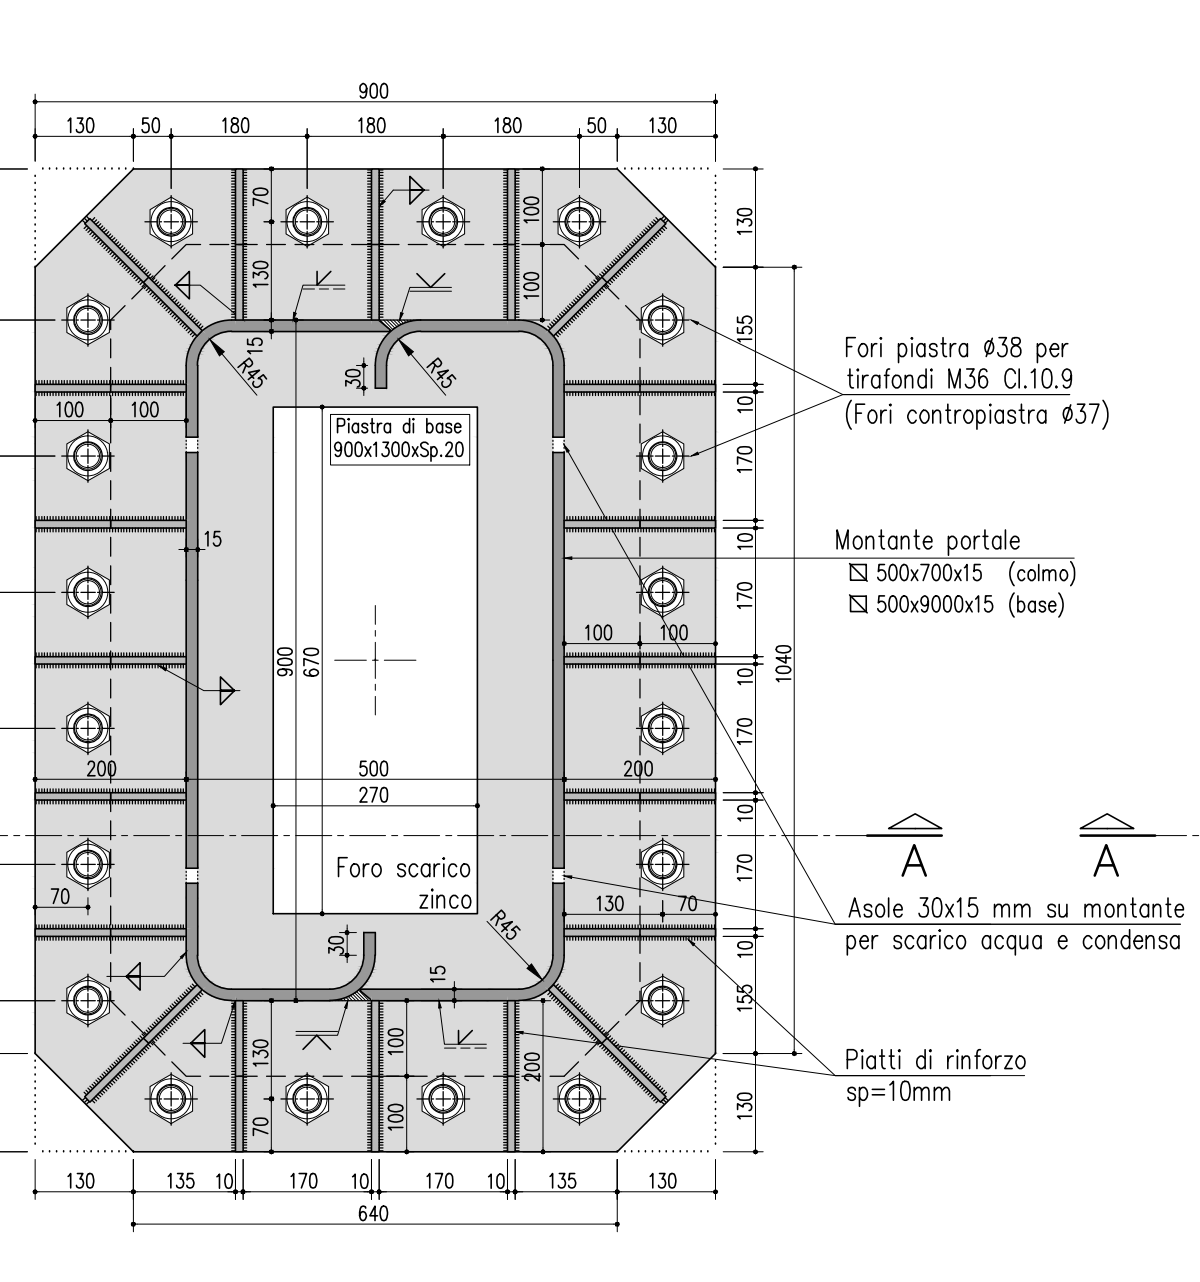 900
130 50 180 180 180 50 130
70 100 130
130 100
155
15 R45 30 R45
Fori piastra Ø38 per
tirafondi M36 Cl.10.9
(Fori contropiastra Ø37)
10
100 100
Piastra di base
900x1300xSp.20
170
15
10
Montante portale
500x700x15 (colmo)
500x9000x15 (base)
170
100 100
900 670 1040
10
170
200 500 200
270
10
A A
Foro scarico
zinco
170
70 130 70
Asole 30x15 mm su montante
per scarico acqua e condensa
R45
30 10
15
155
130 100 200
Piatti di rinforzo
sp=10mm
70 100 130
130 135 10 170 10 170 10 135 130
640